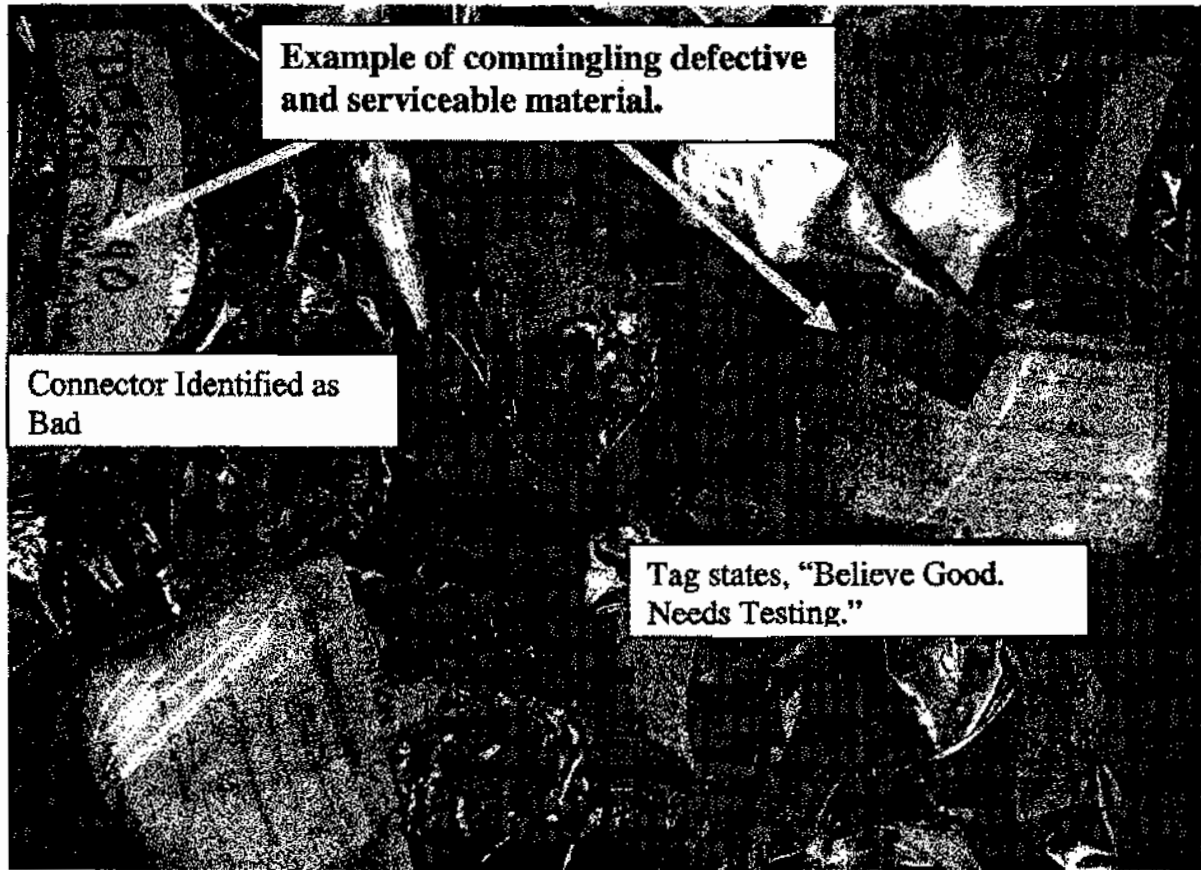 Example of commingling defective
and serviceable material.
Connector Identified as
Bad
Tag states, “Believe Good.
Needs Testing.”